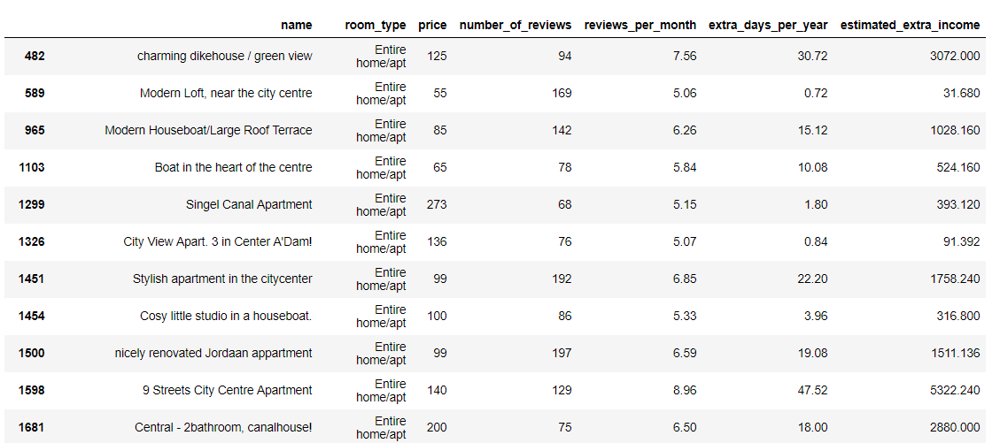 name room_type price number_of_reviews reviews_per_month extra_days_per_year estimated_extra_income
482 charming dikehouse / green view Entire home/apt 125 94 7.56 30.72 3072.000
589 Modern Loft, near the city centre Entire home/apt 55 169 5.06 0.72 31.680
965 Modern Houseboat/Large Roof Terrace Entire home/apt 85 142 6.26 15.12 1028.160
1103 Boat in the heart of the centre Entire home/apt 65 78 5.84 10.08 524.160
1299 Singel Canal Apartment Entire home/apt 273 68 5.15 1.80 393.120
1326 City View Apart. 3 in Center A'Dam! Entire home/apt 136 76 5.07 0.84 91.392
1451 Stylish apartment in the citycenter Entire home/apt 99 192 6.85 22.20 1758.240
1454 Cosy little studio in a houseboat. Entire home/apt 100 86 5.33 3.96 316.800
1500 nicely renovated Jordaan appartment Entire home/apt 99 197 6.59 19.08 1511.136
1598 9 Streets City Centre Apartment Entire home/apt 140 129 8.96 47.52 5322.240
1681 Central - 2bathroom, canalhouse! Entire home/apt 200 75 6.50 18.00 2880.000